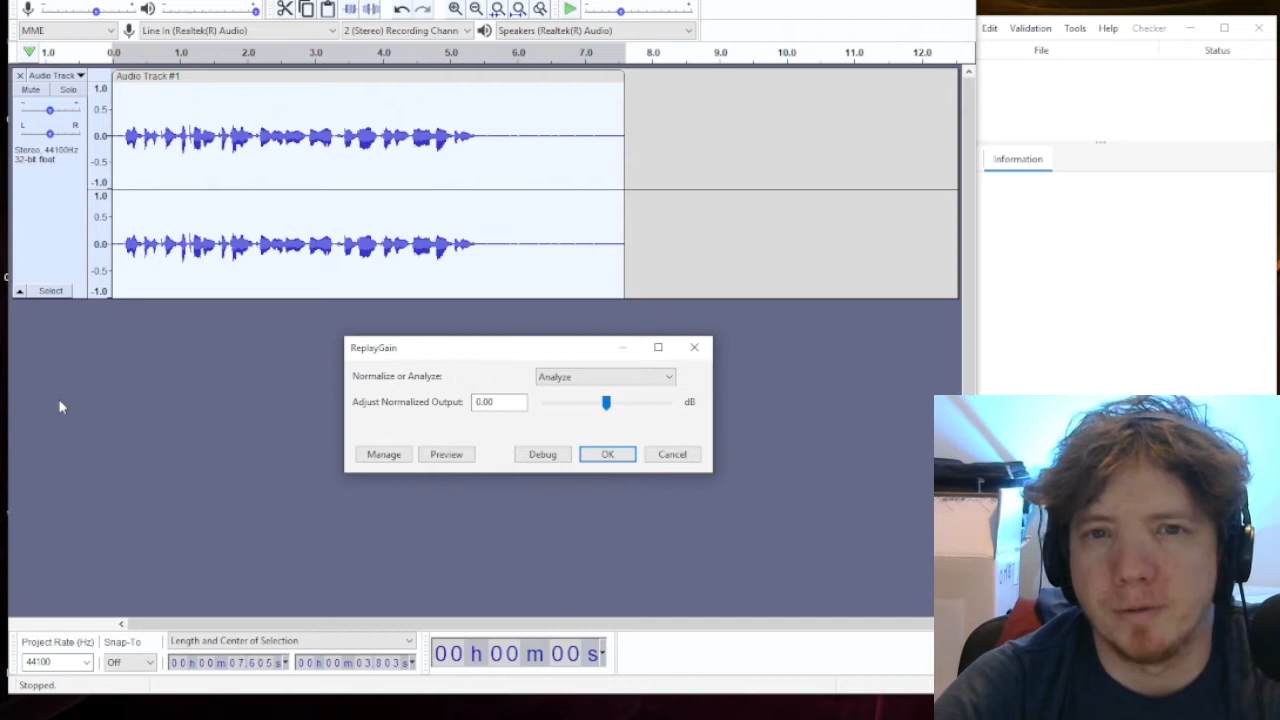 MME
Line In (Realtek(R) Audio)
2 (Stereo) Recording Chann
Speakers (Realtek(R) Audio)
Edit Validation Tools Help Checker
1.0 0.0 1.0 2.0 3.0 4.0 5.0 6.0 7.0 8.0 9.0 10.0 11.0 12.0
File Status
Audio Track
Audio Track #1
Mute Solo
1.0
0.5
L R
0.0
Stereo, 44100Hz
32-bit float
-0.5
-1.0
Information
1.0
0.5
0.0
-0.5
Select
-1.0
ReplayGain
Normalize or Analyze:
Analyze
Adjust Normalized Output:
0.00
dB
Manage Preview Debug OK Cancel
Project Rate (Hz) Snap-To
Length and Center of Selection
44100
Off
00h00m07.605s
00h00m03.803s
00h00m00s
Stopped.